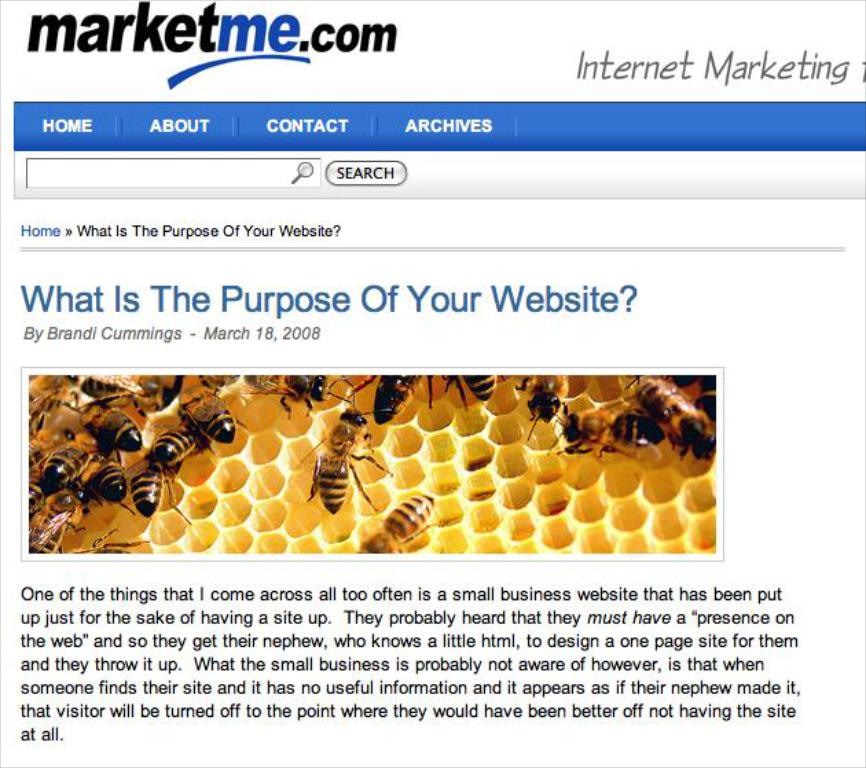 marketme.com
Internet Marketing
HOME ABOUT CONTACT ARCHIVES
SEARCH
Home » What Is The Purpose Of Your Website?
What Is The Purpose Of Your Website?
By Brandi Cummings - March 18, 2008
One of the things that I come across all too often is a small business website that has been put
up just for the sake of having a site up. They probably heard that they must have a “presence on
the web” and so they get their nephew, who knows a little html, to design a one page site for them
and they throw it up. What the small business is probably not aware of however, is that when
someone finds their site and it has no useful information and it appears as if their nephew made it,
that visitor will be turned off to the point where they would have been better off not having the site
at all.